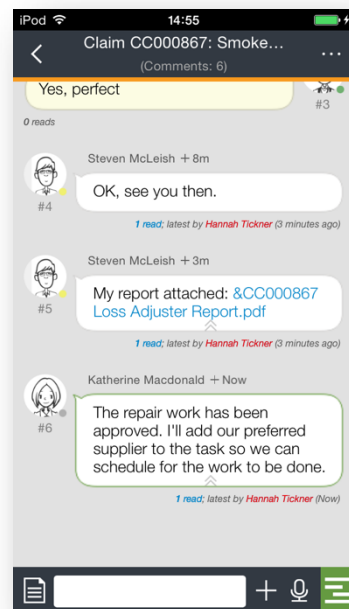 iPod 14:55
Claim CC000867: Smoke...
(Comments: 6)
Yes, perfect
#3
0 reads
Steven McLeish + 8m
OK, see you then.
#4
1 read; latest by Hannah Tickner (3 minutes ago)
Steven McLeish + 3m
My report attached: &CC000867
Loss Adjuster Report.pdf
#5
1 read; latest by Hannah Tickner (3 minutes ago)
Katherine Macdonald + Now
The repair work has been
approved. I'll add our preferred
supplier to the task so we can
schedule for the work to be done.
#6
1 read; latest by Hannah Tickner (Now)